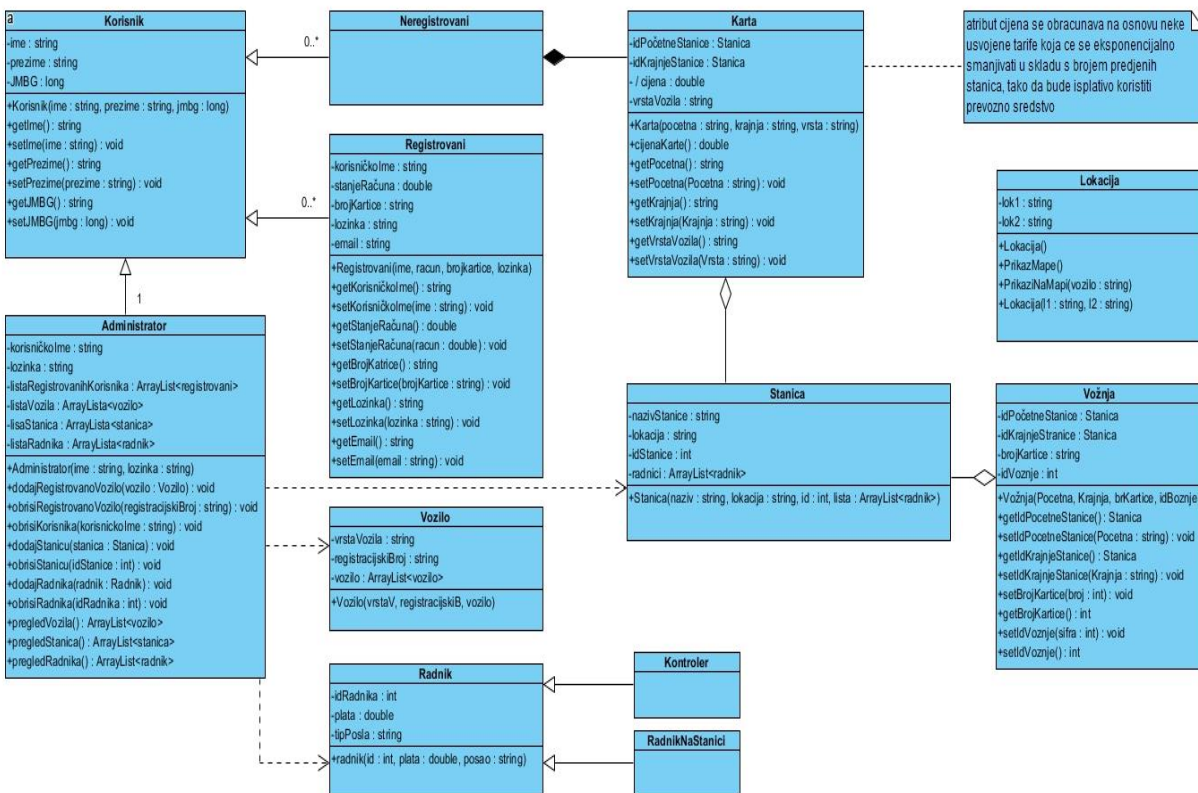 a
Korisnik
-ime : string
-prezime : string
-JMBG : long
+Korisnik(ime : string, prezime : string, jmbg : long)
+getIme() : string
+setIme(ime : string) : void
+getPrezime() : string
+setPrezime(prezime : string) : void
+getJMBG() : string
+setJMBG(jmbg : long) : void
0..*
Neregistrovani
Karta
-idPočetneStanice : Stanica
-idKrajnjeStanice : Stanica
- / cijena : double
-vrstaVozila : string
+Karta(pocetna : string, krajnja : string, vrsta : string)
+cijenaKarte() : double
+getPocetna() : string
+setPocetna(Pocetna : string) : void
+getKrajnja() : string
+setKrajnja(Krajnja : string) : void
+getVrstaVozila() : string
+setVrstaVozila(Vrsta : string) : void
atribut cijena se obracunava na osnovu neke
usvojene tarife koja ce se eksponencijalno
smanjivati u skladu s brojem predjenih
stanica, tako da bude isplativo koristiti
prevozno sredstvo
0..*
Registrovani
-korisničkoIme : string
-stanjeRačuna : double
-brojKartice : string
-lozinka : string
-email : string
+Registrovani(ime, racun, brojkartice, lozinka)
+getKorisničkoIme() : string
+setKorisničkoIme(ime : string) : void
+getStanjeRačuna() : double
+setStanjeRačuna(racun : double) : void
+getBrojKatrice() : string
+setBrojKartice(brojKartice : string) : void
+getLozinka() : string
+setLozinka(lozinka : string) : void
+getEmail() : string
+setEmail(email : string) : void
Lokacija
-lok1 : string
-lok2 : string
+Lokacija()
+PrikazMape()
+PrikaziNaMapi(vozilo : string)
+Lokacija(l1 : string, l2 : string)
1
Administrator
-korisničkoIme : string
-lozinka : string
-listaRegistrovanihKorisnika : ArrayList<registrovani>
-listaVozila : ArrayLista<vozilo>
-lisaStanica : ArrayLista<stanica>
-listaRadnika : ArrayLista<radnik>
+Administrator(ime : string, lozinka : string)
+dodajRegistrovanoVozilo(vozilo : Vozilo) : void
+obrisiRegistrovanoVozilo(registracijskiBroj : string) : void
+obrisiKorisnika(korisnickoIme : string) : void
+dodajStanicu(stanica : Stanica) : void
+obrisiStanicu(idStanice : int) : void
+dodajRadnika(radnik : Radnik) : void
+obrisiRadnika(idRadnika : int) : void
+pregledVozila() : ArrayList<vozilo>
+pregledStanica() : ArrayList<stanica>
+pregledRadnika() : ArrayList<radnik>
Stanica
-nazivStanice : string
-lokacija : string
-idStanice : int
-radnici : ArrayList<radnik>
+Stanica(naziv : string, lokacija : string, id : int, lista : ArrayList<radnik>)
Vožnja
-idPočetneStanice : Stanica
-idKrajnjeStranice : Stanica
-brojKartice : string
-idVoznje : int
+Vožnja(Pocetna, Krajnja, brKartice, idBoznje
+getIdPocetneStanice() : Stanica
+setIdPocetneStanice(Pocetna : string) : void
+getIdKrajnjeStanice() : Stanica
+setIdKrajnjeStanice(Krajnja : string) : void
+setBrojKartice(broj : int) : void
+getBrojKartice() : int
+setIdVoznje(sifra : int) : void
+setIdVoznje() : int
Vozilo
-vrstaVozila : string
-registracijskiBroj : string
-vozilo : ArrayList<vozilo>
+Vozilo(vrstaV, registracijskiB, vozilo)
Radnik
-idRadnika : int
-plata : double
-tipPosla : string
+radnik(id : int, plata : double, posao : string)
Kontroler
RadnikNaStanici